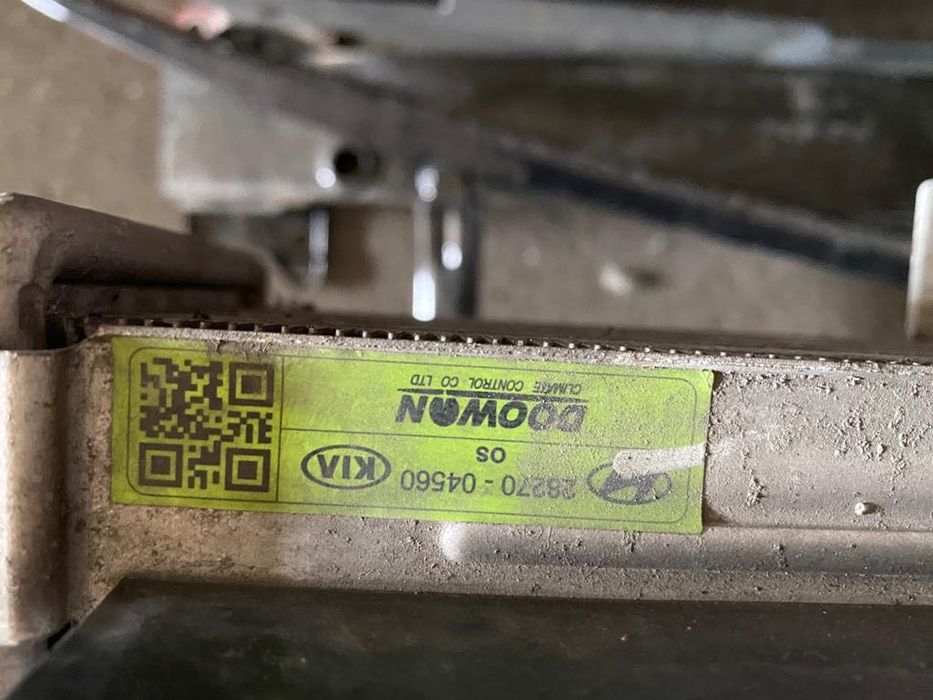 28270 - 04560
KIA
OS
DOOWON
CLIMATE CONTROL CO LTD